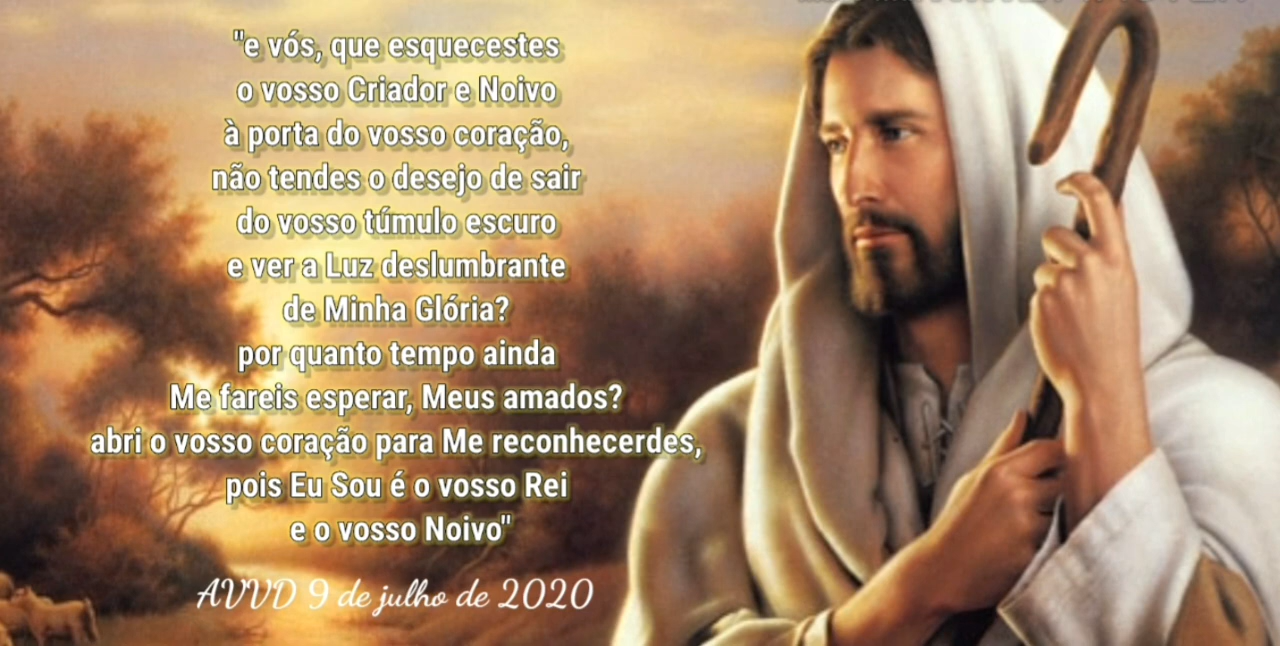 "e vós, que esquecestes
o vosso Criador e Noivo
à porta do vosso coração,
não tendes o desejo de sair
do vosso túmulo escuro
e ver a Luz deslumbrante
de Minha Glória?
por quanto tempo ainda
Me fareis esperar, Meus amados?
abri o vosso coração para Me reconhecerdes,
pois Eu Sou é o vosso Rei
e o vosso Noivo"
AVVD 9 de julho de 2020